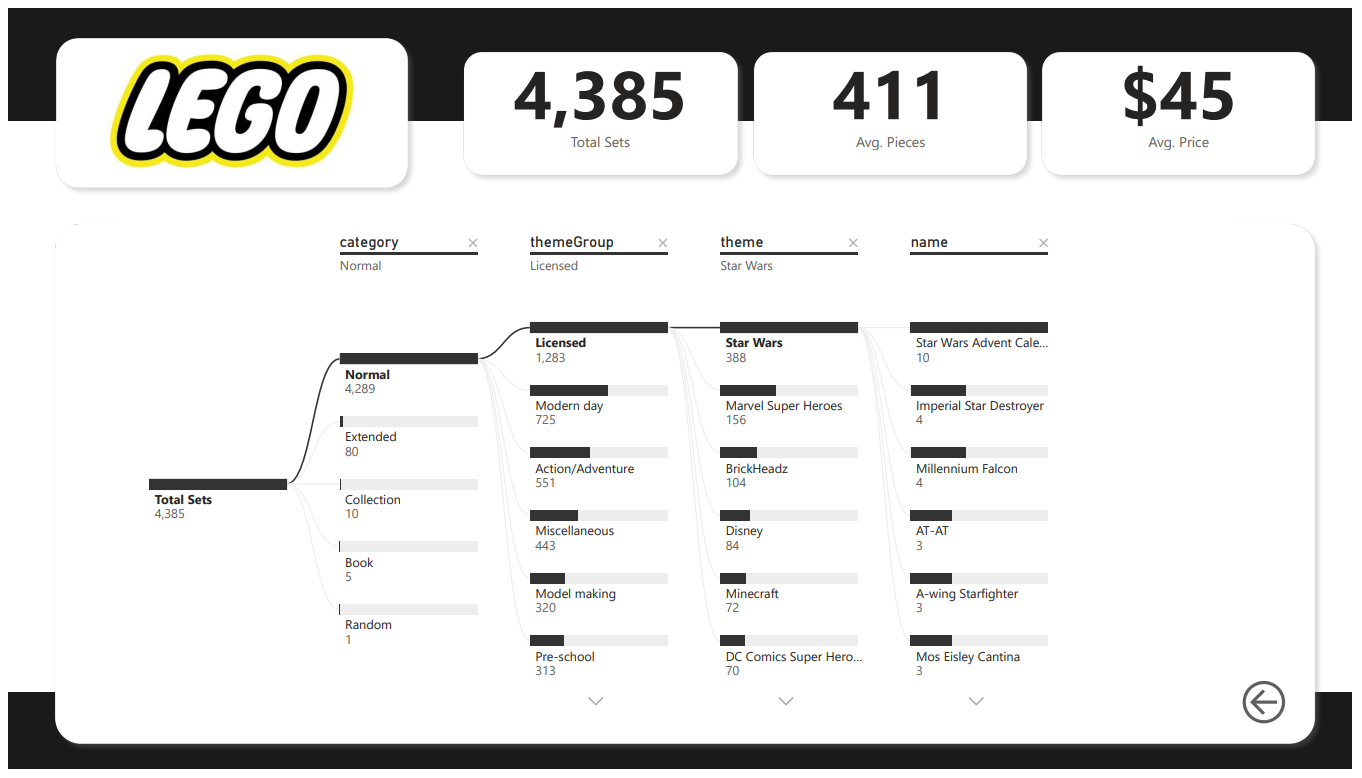 LEGO
4,385
Total Sets
411
Avg. Pieces
$45
Avg. Price
category
Normal
themeGroup
Licensed
theme
Star Wars
name
Total Sets
4,385
Normal
4,289
Extended
80
Collection
10
Book
5
Random
1
Licensed
1,283
Modern day
725
Action/Adventure
551
Miscellaneous
443
Model making
320
Pre-school
313
Star Wars
388
Marvel Super Heroes
156
BrickHeadz
104
Disney
84
Minecraft
72
DC Comics Super Hero...
70
Star Wars Advent Cale...
10
Imperial Star Destroyer
4
Millennium Falcon
4
AT-AT
3
A-wing Starfighter
3
Mos Eisley Cantina
3